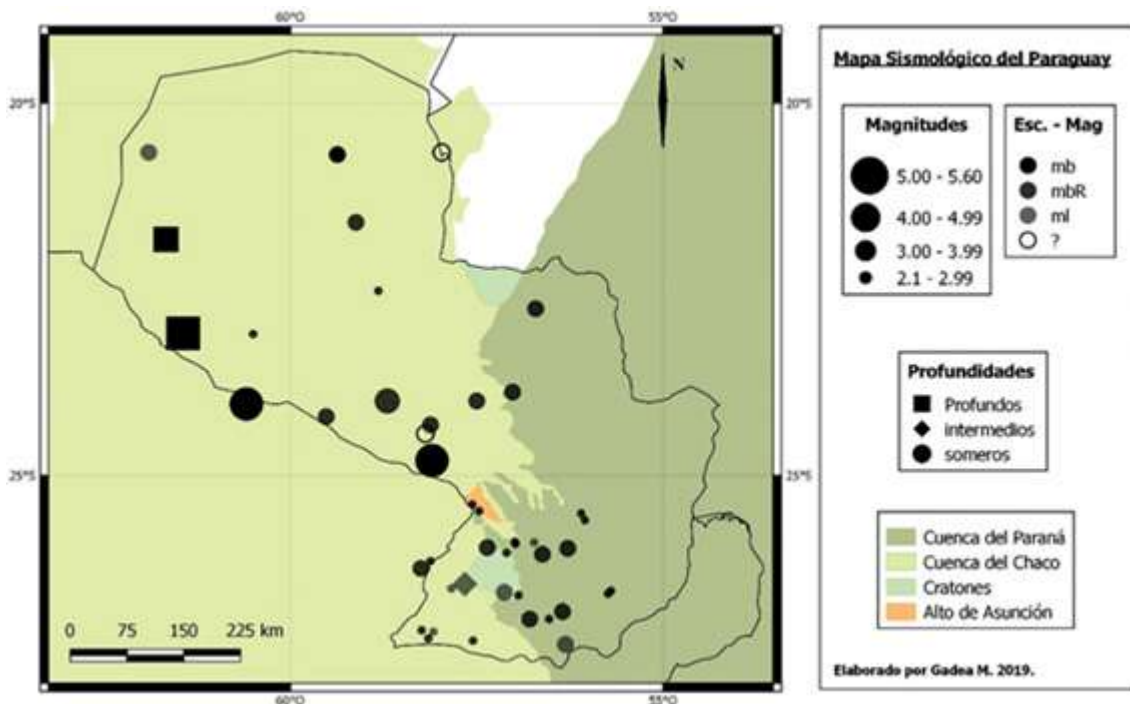 60°O 55°O
20°S 20°S
25°S 25°S
60°O 55°O
N
0 75 150 225 km
Mapa Sismológico del Paraguay
Magnitudes
5.00 - 5.60
4.00 - 4.99
3.00 - 3.99
2.1 - 2.99
Esc. - Mag
mb
mbR
ml
?
Profundidades
Profundos
intermedios
someros
Cuenca del Paraná
Cuenca del Chaco
Cratones
Alto de Asunción
Elaborado por Gadea M. 2019.